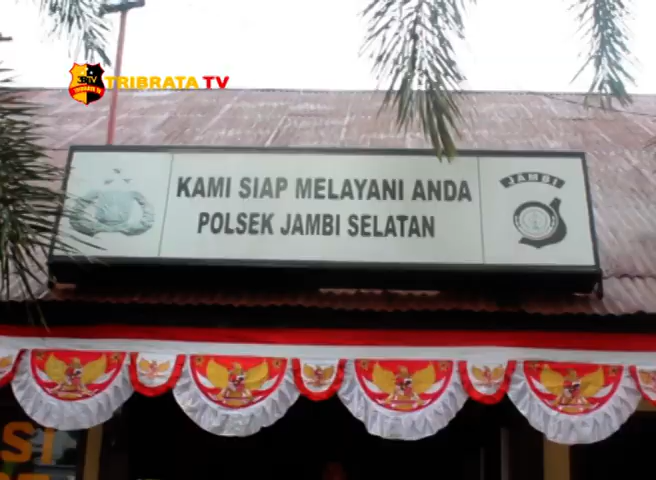 TRIBRATA TV
KAMI SIAP MELAYANI ANDA
POLSEK JAMBI SELATAN
JAMBI